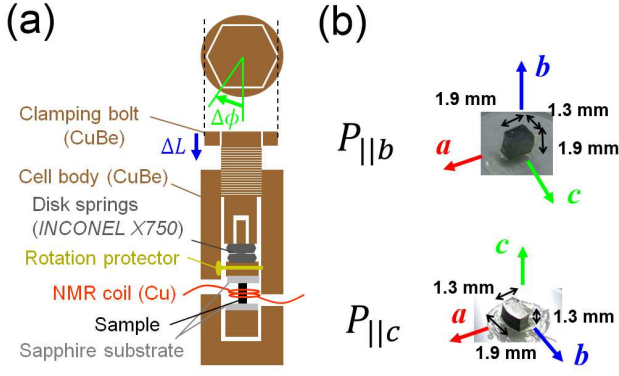 (a)
Δϕ
Clamping bolt
(CuBe)
ΔL
Cell body (CuBe)
Disk springs
(INCONEL X750)
Rotation protector
NMR coil (Cu)
Sample
Sapphire substrate
(b)
b
1.9 mm
1.3 mm
P||b
1.9 mm
a
c
c
1.3 mm
P||c
a
1.3 mm
1.9 mm
b